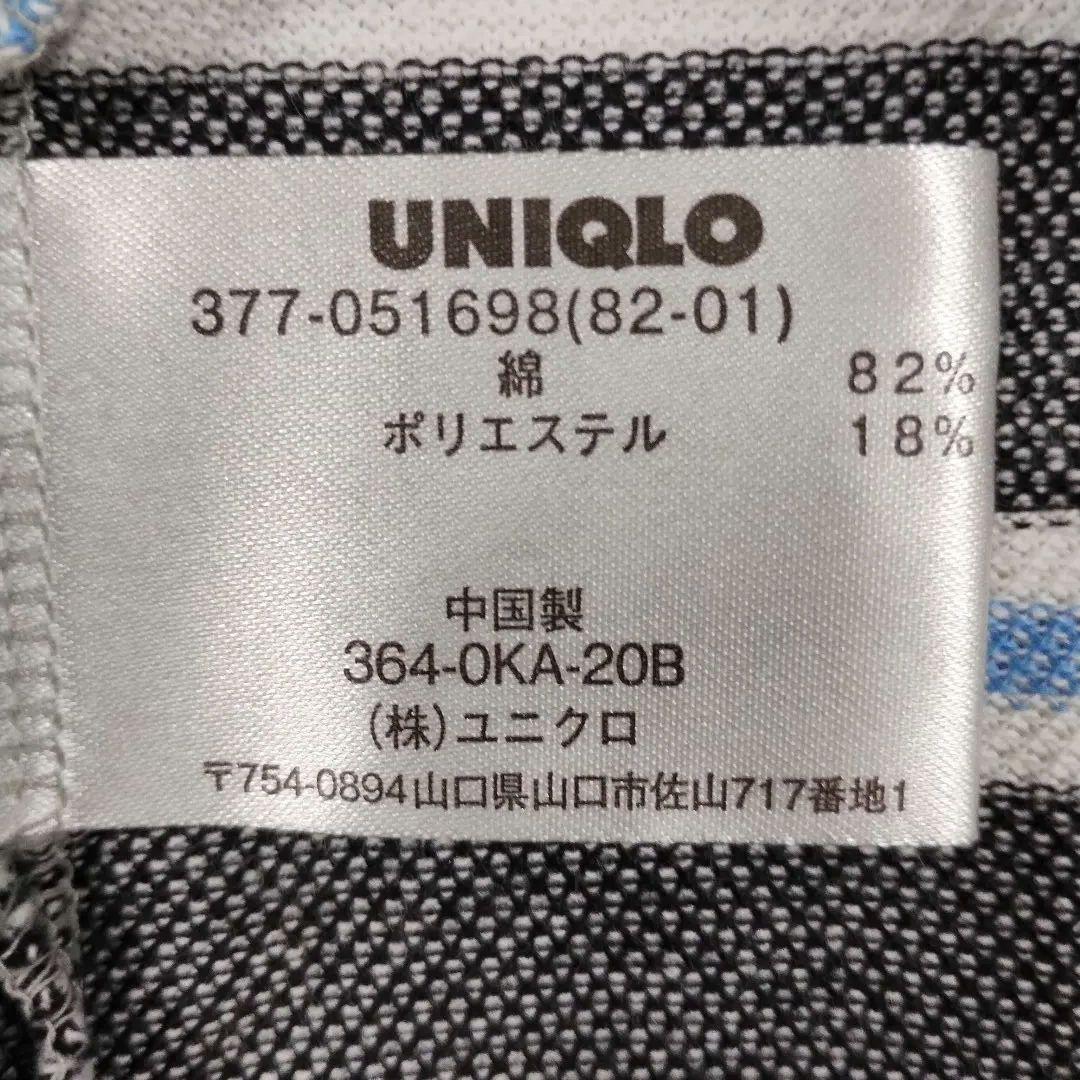 UNIQLO
377-051698(82-01)
綿 82%
ポリエステル 18%
中国製
364-0KA-20B
(株)ユニクロ
〒754-0894山口県山口市佐山717番地1